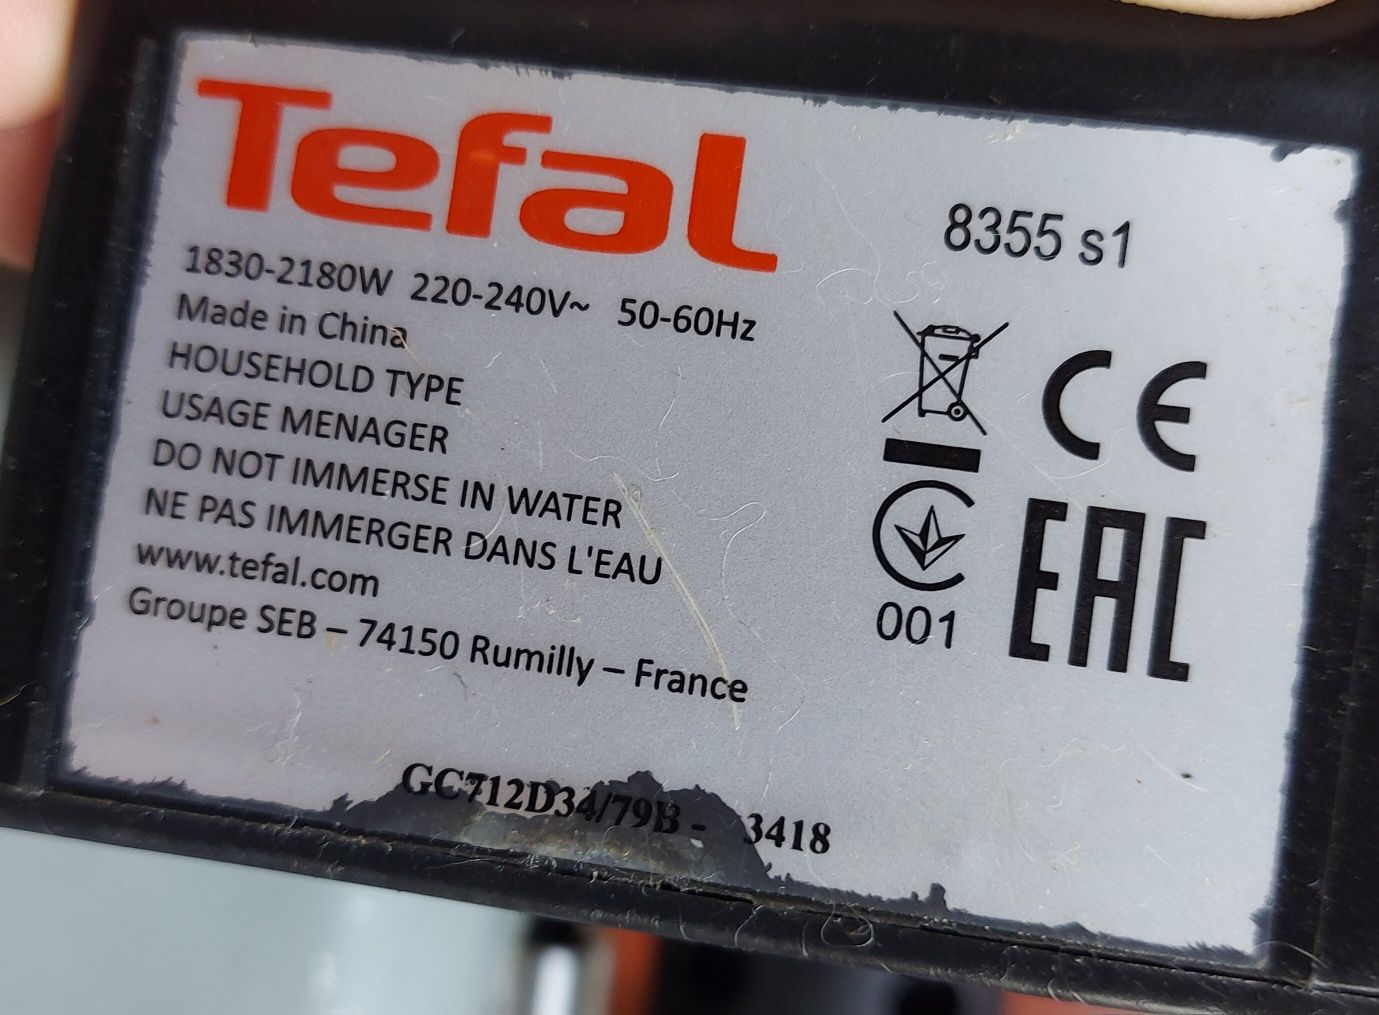 Tefal
8355 s1
1830-2180W 220-240V~ 50-60Hz
Made in China
HOUSEHOLD TYPE
USAGE MENAGER
DO NOT IMMERSE IN WATER
NE PAS IMMERGER DANS L'EAU
www.tefal.com
Groupe SEB – 74150 Rumilly – France
CE
001
EAC
GC712D34/79B - 3418